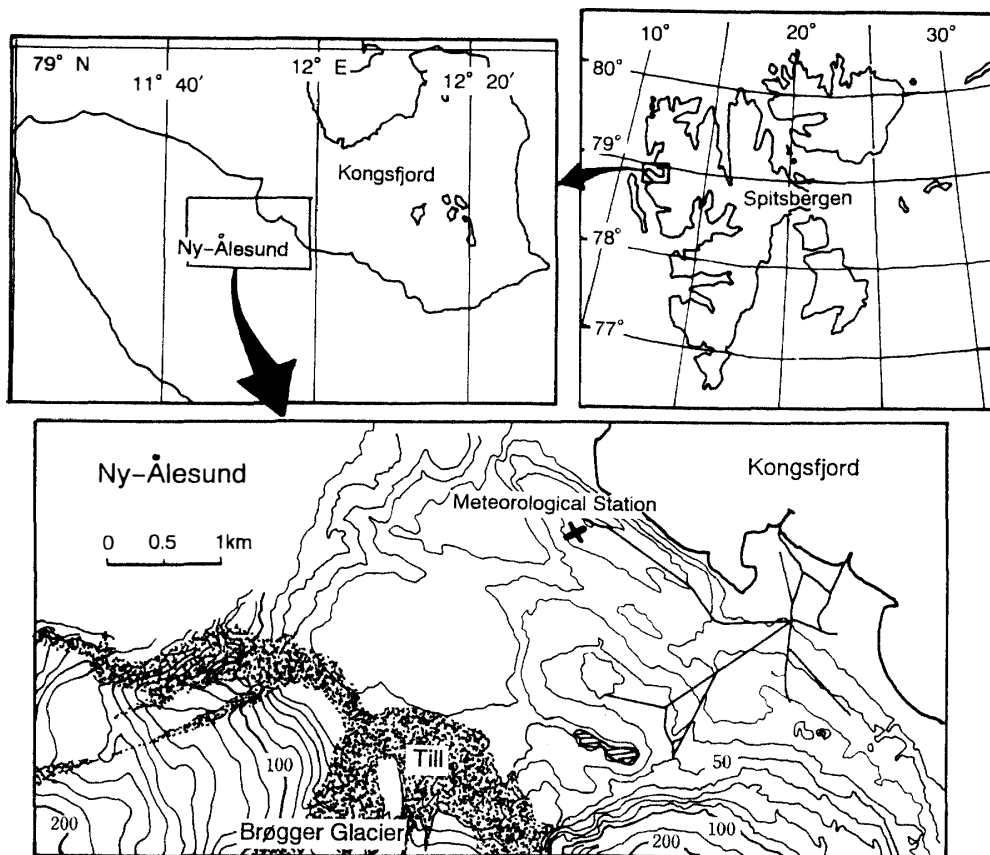 79° N
11° 40′
12° E
12° 20′
Kongsfjord
Ny-Ålesund
10°
20°
30°
80°
79°
78°
77°
Spitsbergen
Ny-Ålesund
Kongsfjord
Meteorological Station
0 0.5 1km
Till
100
200
Brøgger Glacier
50
100
200